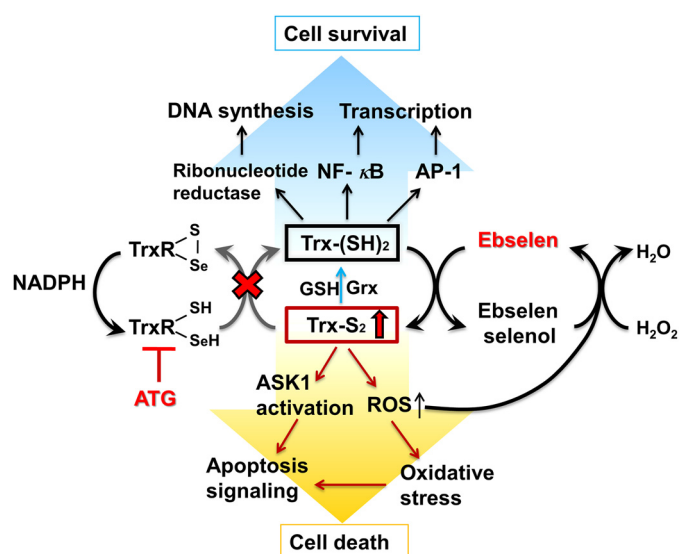 Cell survival
DNA synthesis
Transcription
Ribonucleotide
reductase
NF- κB
AP-1
TrxR
S
Se
Trx-(SH)2
Ebselen
H2O
NADPH
GSH
Grx
TrxR
SH
SeH
Trx-S2
Ebselen
selenol
H2O2
ATG
ASK1
activation
ROS
Apoptosis
signaling
Oxidative
stress
Cell death